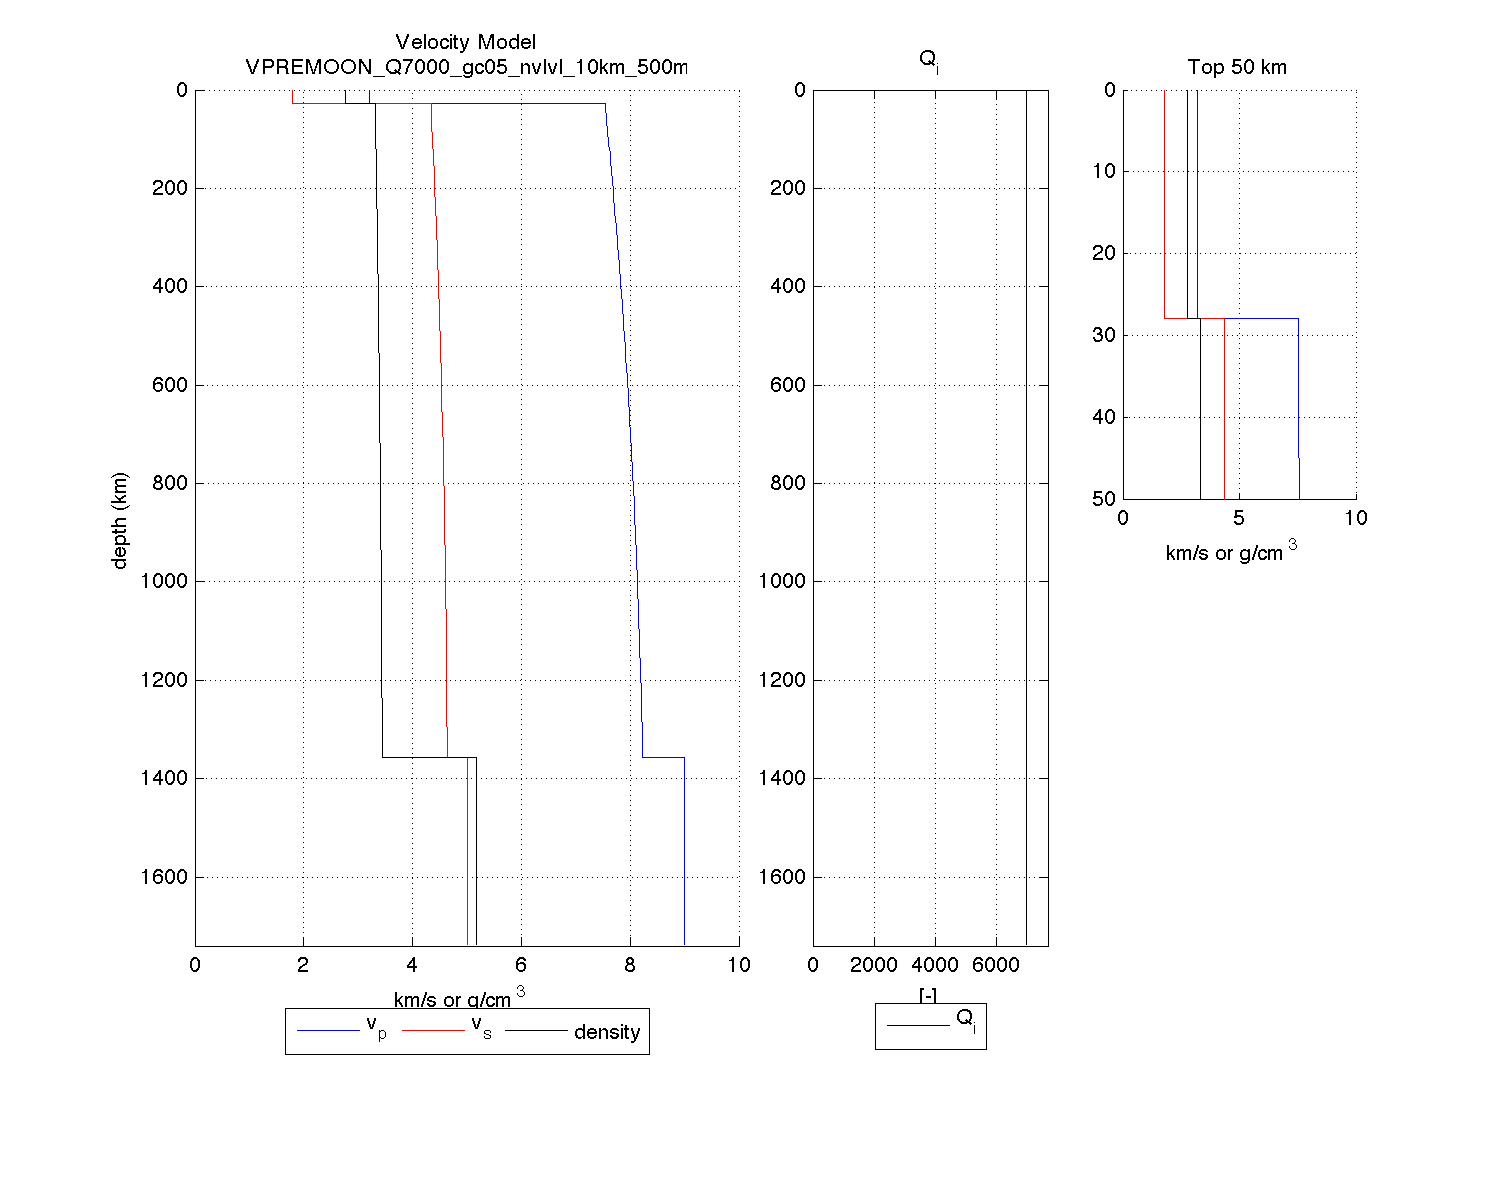 Velocity Model
VPREMOON_Q7000_gc05_nvlvl_10km_500m
0
200
400
600
800
1000
1200
1400
1600
depth (km)
0 2 4 6 8 10
km/s or g/cm 3
v p v s density
Q i
0
200
400
600
800
1000
1200
1400
1600
0 2000 4000 6000
[-]
Q i
Top 50 km
0
10
20
30
40
50
0 5 10
km/s or g/cm 3